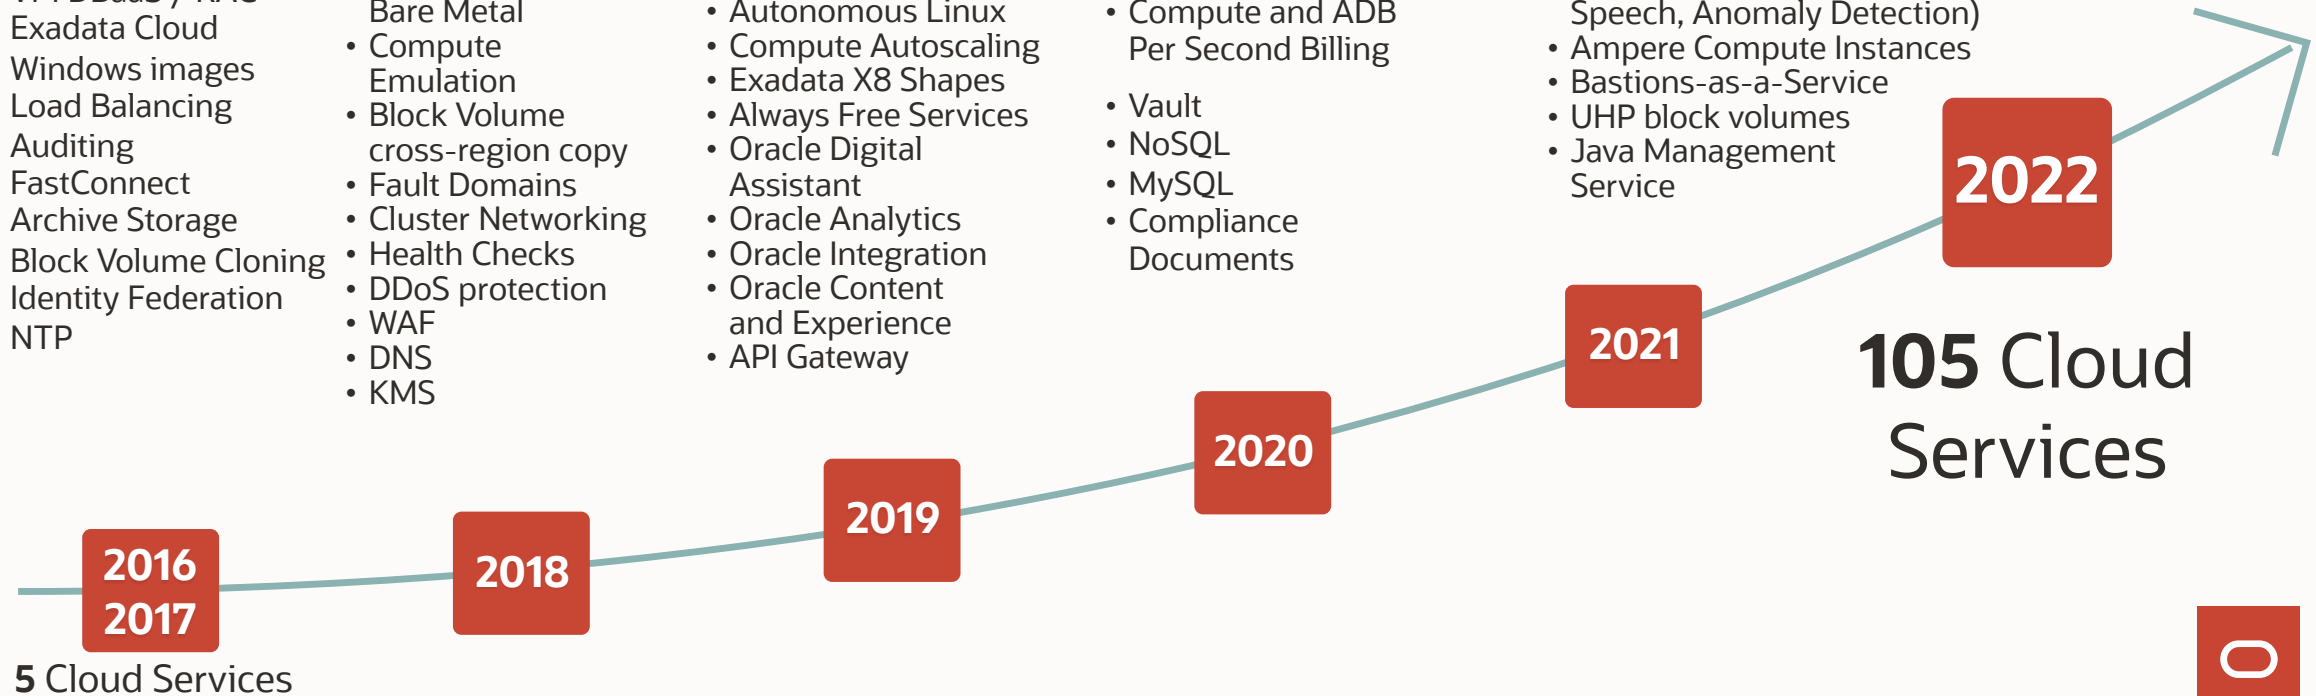 Exadata Cloud
Windows images
Load Balancing
Auditing
FastConnect
Archive Storage
Block Volume Cloning
Identity Federation
NTP
Bare Metal
• Compute
Emulation
• Block Volume
cross-region copy
• Fault Domains
• Cluster Networking
• Health Checks
• DDoS protection
• WAF
• DNS
• KMS
• Autonomous Linux
• Compute Autoscaling
• Exadata X8 Shapes
• Always Free Services
• Oracle Digital
Assistant
• Oracle Analytics
• Oracle Integration
• Oracle Content
and Experience
• API Gateway
• Compute and ADB
Per Second Billing
• Vault
• NoSQL
• MySQL
• Compliance
Documents
Speech, Anomaly Detection)
• Ampere Compute Instances
• Bastions-as-a-Service
• UHP block volumes
• Java Management
Service
2016
2017
2018
2019
2020
2021
2022
5 Cloud Services
105 Cloud
Services